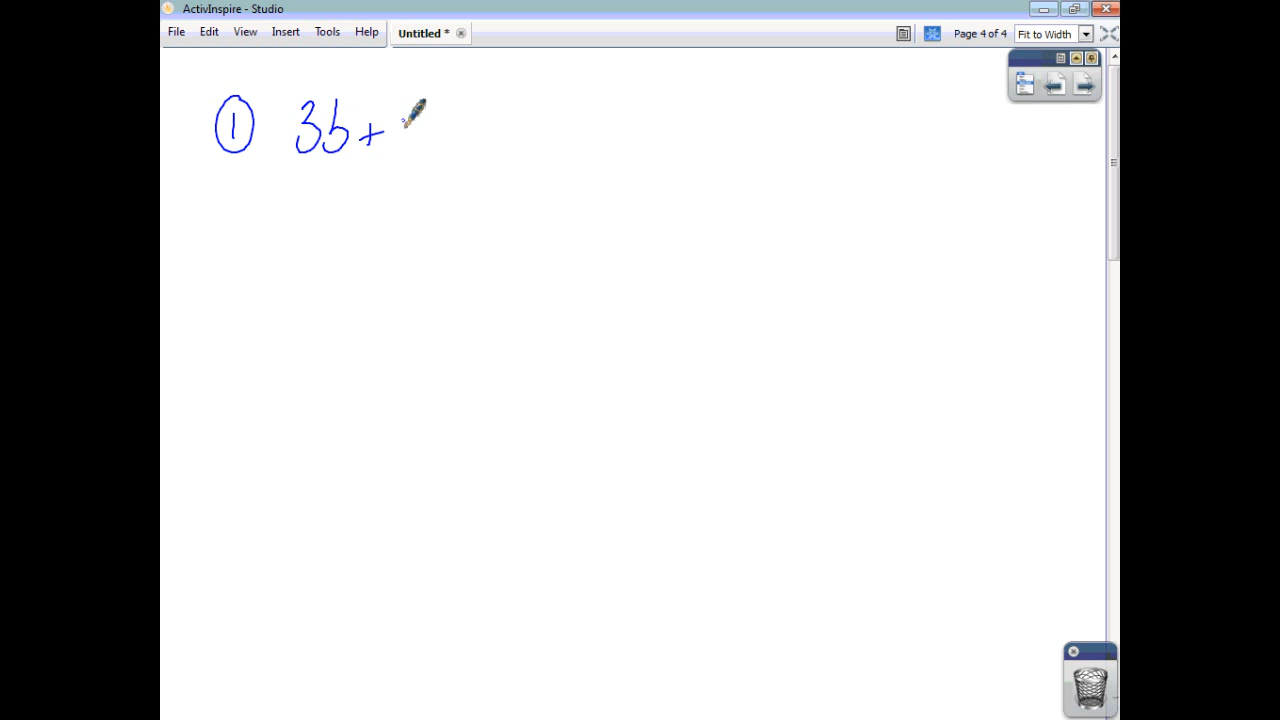 ActivInspire - Studio
File Edit View Insert Tools Help Untitled * Page 4 of 4 Fit to Width
① 3b +